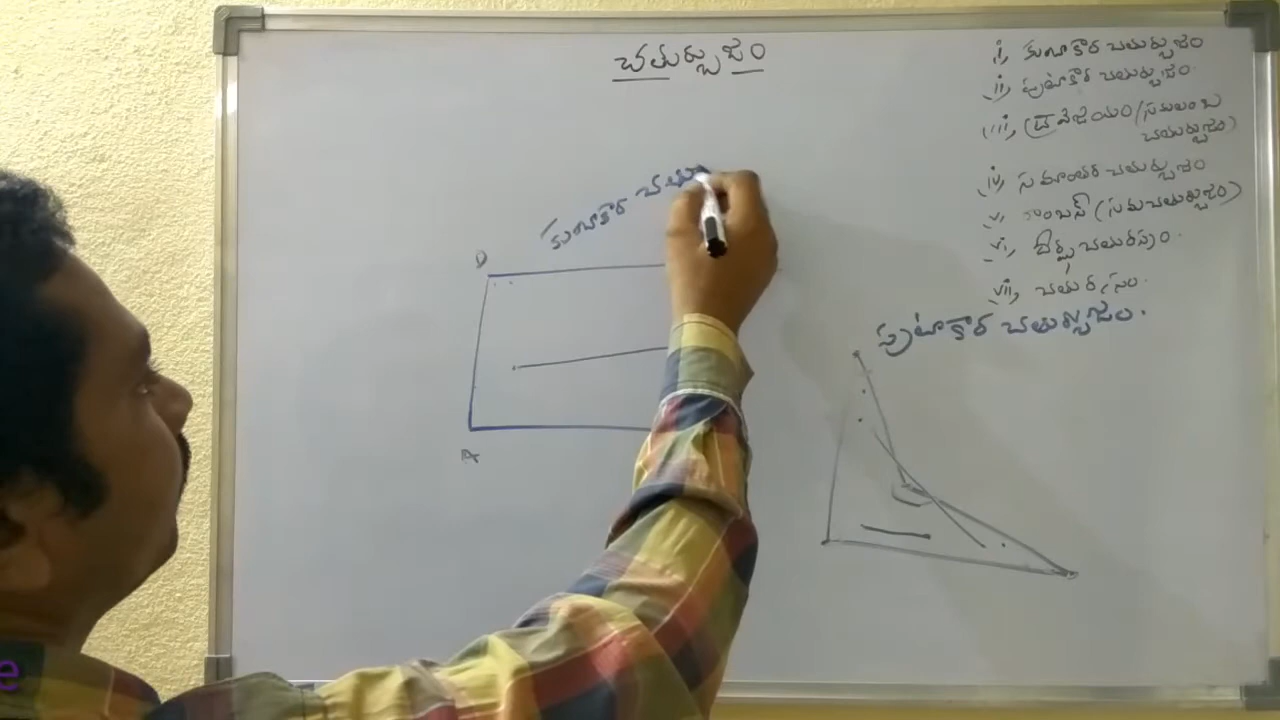 చతుర్భుజం
i, కుంభాకార చతుర్భుజం
ii, పుటాకార చతుర్భుజం.
iii, ట్రాపిజియం/సమలంబ
చతుర్భుజం)
iv, సమాంతర చతుర్భుజం
v, రాంబస్ (సమచతుర్భుజం)
vi, దీర్ఘ చతురస్రం.
vii, చతురస్రం.
కుంభాకార చతు
పుటాకార చతుర్భుజం.
D
A
e